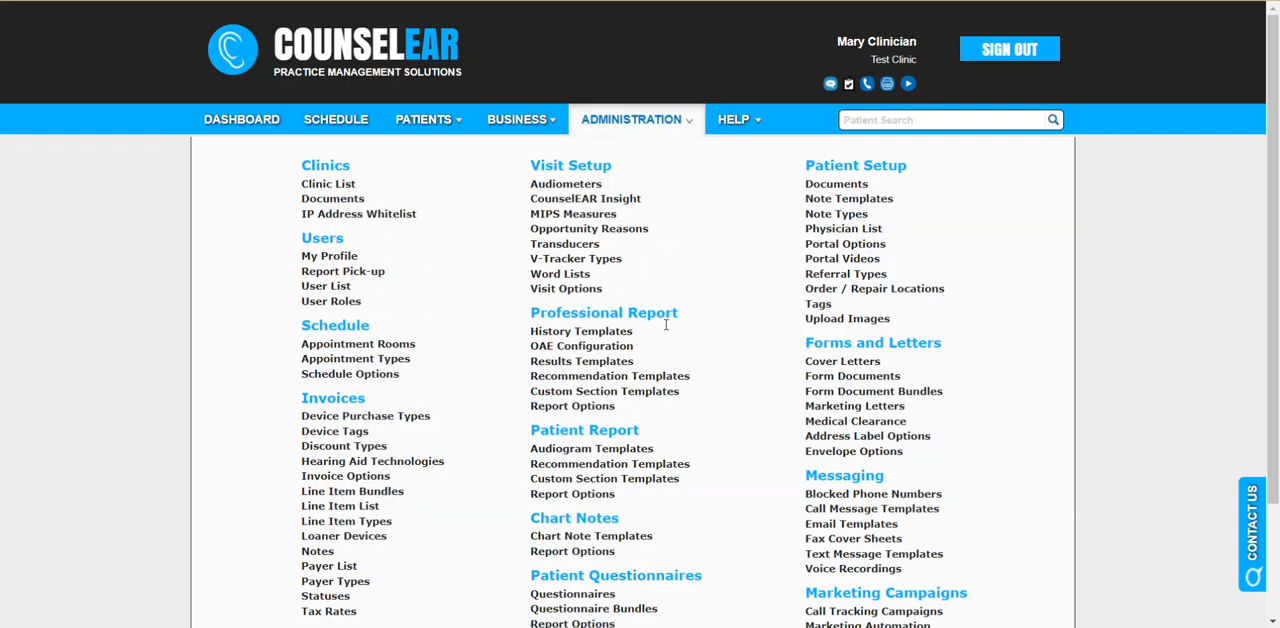 COUNSELEAR
PRACTICE MANAGEMENT SOLUTIONS
Mary Clinician
Test Clinic
SIGN OUT
DASHBOARD
SCHEDULE
PATIENTS
BUSINESS
ADMINISTRATION
HELP
Patient Search
Clinics
Clinic List
Documents
IP Address Whitelist
Users
My Profile
Report Pick-up
User List
User Roles
Schedule
Appointment Rooms
Appointment Types
Schedule Options
Invoices
Device Purchase Types
Device Tags
Discount Types
Hearing Aid Technologies
Invoice Options
Line Item Bundles
Line Item List
Line Item Types
Loaner Devices
Notes
Payer List
Payer Types
Statuses
Tax Rates
Visit Setup
Audiometers
CounselEAR Insight
MIPS Measures
Opportunity Reasons
Transducers
V-Tracker Types
Word Lists
Visit Options
Professional Report
History Templates
OAE Configuration
Results Templates
Recommendation Templates
Custom Section Templates
Report Options
Patient Report
Audiogram Templates
Recommendation Templates
Custom Section Templates
Report Options
Chart Notes
Chart Note Templates
Report Options
Patient Questionnaires
Questionnaires
Questionnaire Bundles
Report Options
Patient Setup
Documents
Note Templates
Note Types
Physician List
Portal Options
Portal Videos
Referral Types
Order / Repair Locations
Tags
Upload Images
Forms and Letters
Cover Letters
Form Documents
Form Document Bundles
Marketing Letters
Medical Clearance
Address Label Options
Envelope Options
Messaging
Blocked Phone Numbers
Call Message Templates
Email Templates
Fax Cover Sheets
Text Message Templates
Voice Recordings
Marketing Campaigns
Call Tracking Campaigns
Marketing Automation
CONTACT US